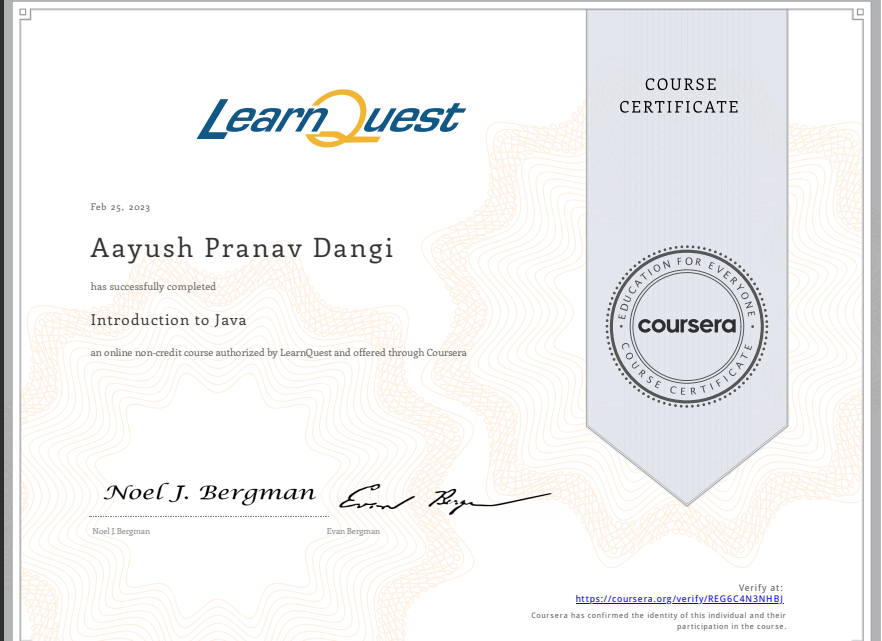 LearnQuest
COURSE
CERTIFICATE
Feb 25, 2023
Aayush Pranav Dangi
has successfully completed
Introduction to Java
an online non-credit course authorized by LearnQuest and offered through Coursera
EDUCATION FOR EVERYONE
coursera
COURSE CERTIFICATE
Noel J. Bergman
Evan Bergman
Noel J. Bergman
Evan Bergman
Verify at:
https://coursera.org/verify/REG6C4N3NHBJ
Coursera has confirmed the identity of this individual and their
participation in the course.